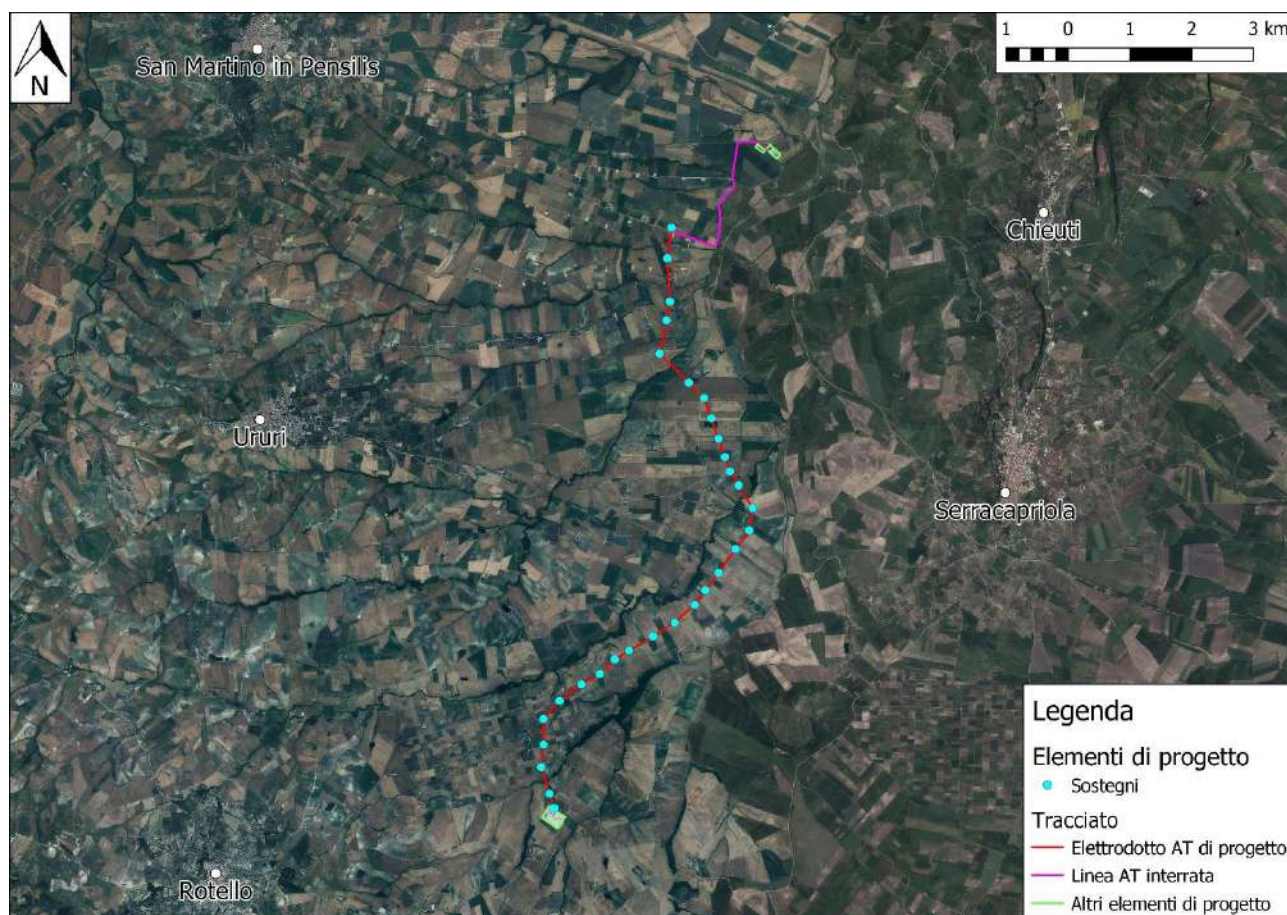 N
San Martino in Pensilis
1 0 1 2 3 km
Chieuti
Ururi
Serracapriola
Rotello
Legenda
Elementi di progetto
Sostegni
Tracciato
Elettrodotto AT di progetto
Linea AT interrata
Altri elementi di progetto